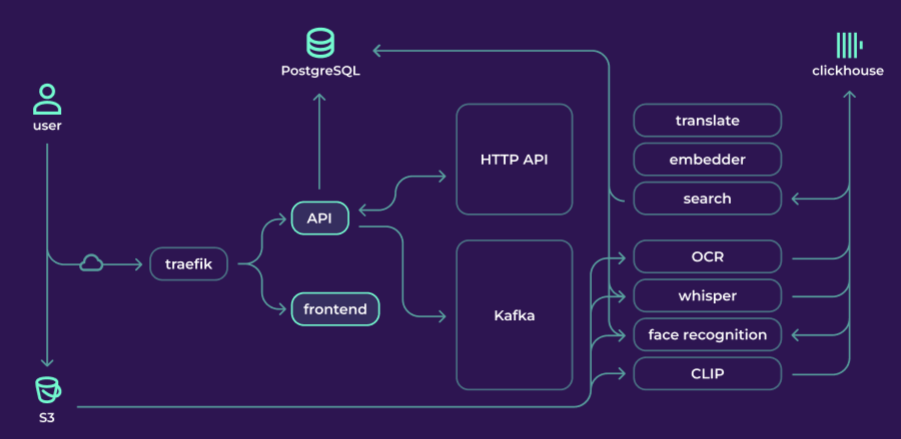 PostgreSQL
clickhouse
user
translate
HTTP API
embedder
search
API
traefik
OCR
frontend
Kafka
whisper
face recognition
CLIP
S3